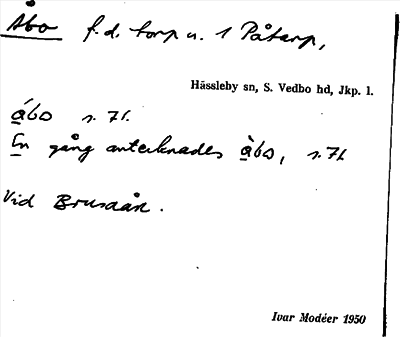 Åbo f.d. torp u. 1 Påtarp,
Hässleby sn, S. Vedbo hd, Jkp. l.
åbo s. 71.
En gång antecknades åbo, s. 71
Vid Brusaån.
Ivar Modéer 1950